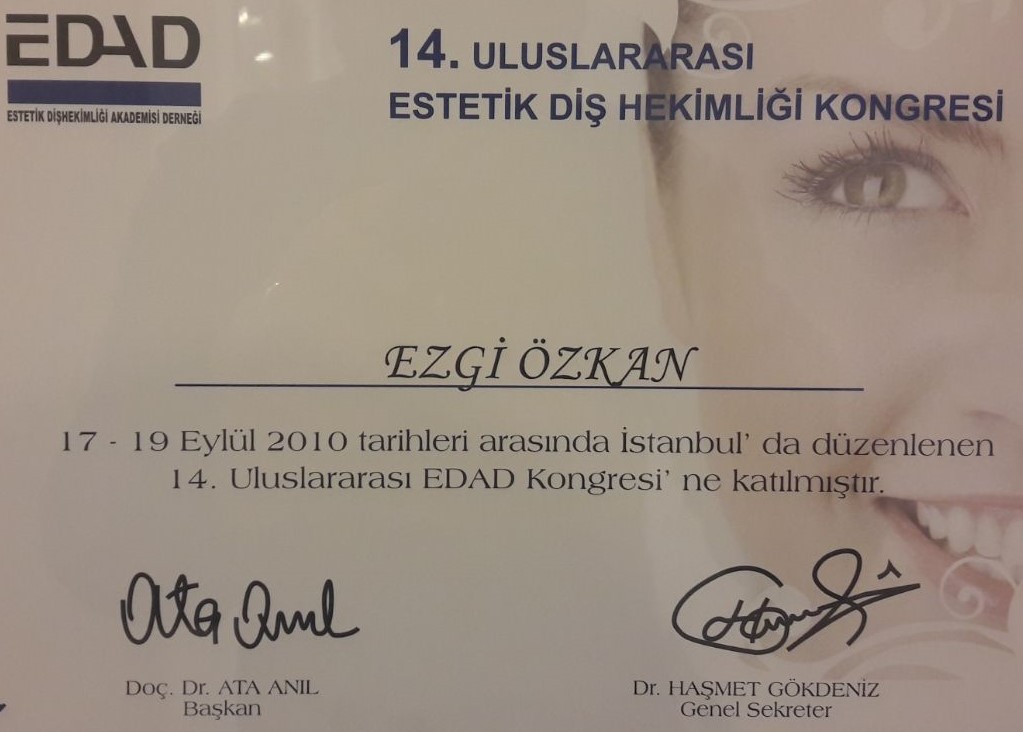 EDAD
ESTETİK DİŞHEKİMLİĞİ AKADEMİSİ DERNEĞİ
14. ULUSLARARASI
ESTETİK DİŞ HEKİMLİĞİ KONGRESİ
EZGİ ÖZKAN
17 - 19 Eylül 2010 tarihleri arasında İstanbul' da düzenlenen
14. Uluslararası EDAD Kongresi' ne katılmıştır.
Ata Anıl
Doç. Dr. ATA ANIL
Başkan
Dr. HAŞMET GÖKDENİZ
Genel Sekreter